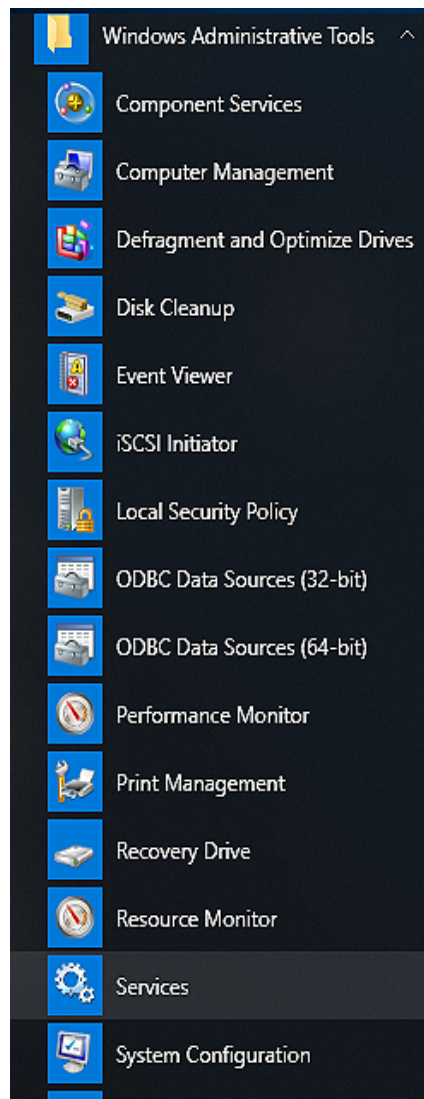 Windows Administrative Tools
Component Services
Computer Management
Defragment and Optimize Drives
Disk Cleanup
Event Viewer
iSCSI Initiator
Local Security Policy
ODBC Data Sources (32-bit)
ODBC Data Sources (64-bit)
Performance Monitor
Print Management
Recovery Drive
Resource Monitor
Services
System Configuration